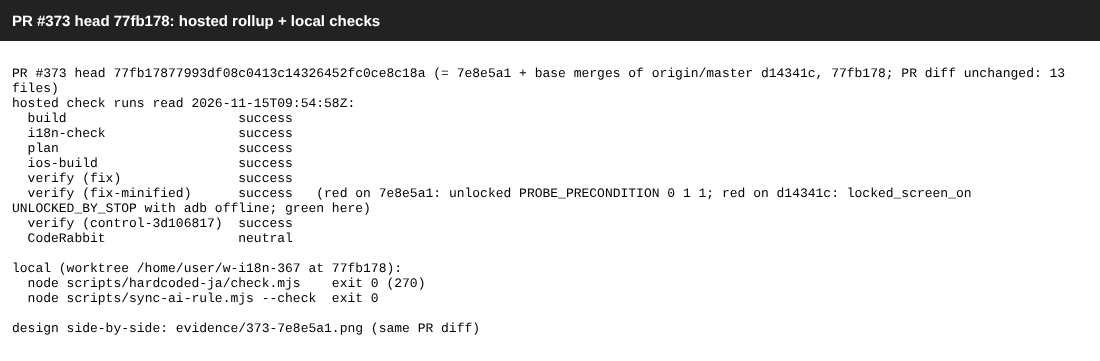 PR #373 head 77fb178: hosted rollup + local checks
PR #373 head 77fb17877993df08c0413c14326452fc0ce8c18a (= 7e8e5a1 + base merges of origin/master d14341c, 77fb178; PR diff unchanged: 13
files)
hosted check runs read 2026-11-15T09:54:58Z:
  build                      success
  i18n-check                 success
  plan                       success
  ios-build                  success
  verify (fix)               success
  verify (fix-minified)      success   (red on 7e8e5a1: unlocked PROBE_PRECONDITION 0 1 1; red on d14341c: locked_screen_on
UNLOCKED_BY_STOP with adb offline; green here)
  verify (control-3d106817)  success
  CodeRabbit                 neutral
local (worktree /home/user/w-i18n-367 at 77fb178):
  node scripts/hardcoded-ja/check.mjs    exit 0 (270)
  node scripts/sync-ai-rule.mjs --check  exit 0
design side-by-side: evidence/373-7e8e5a1.png (same PR diff)